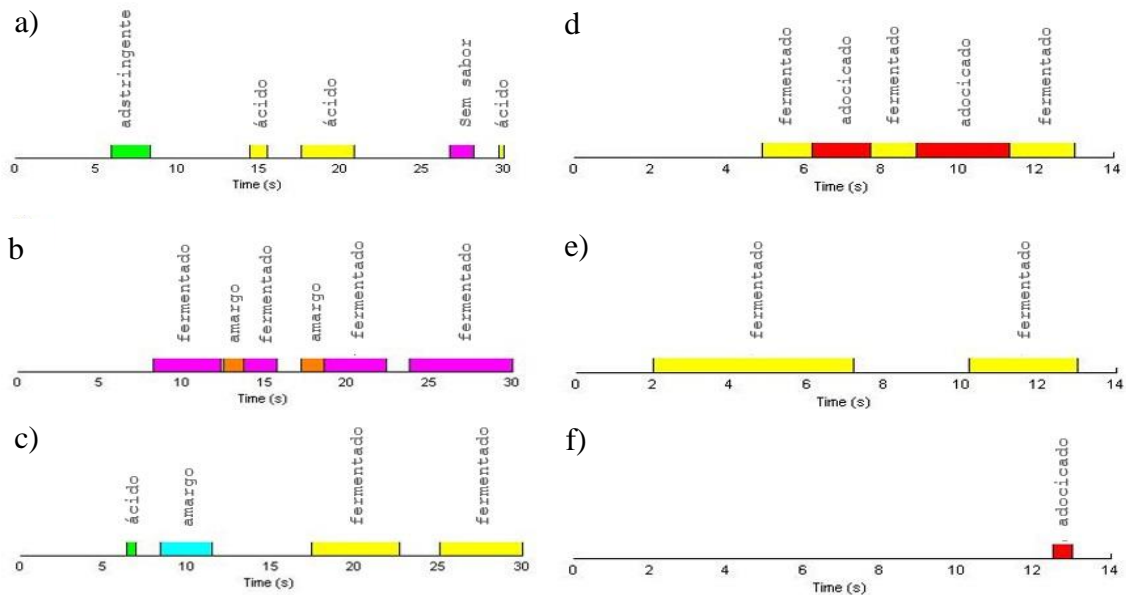 a)
adstringente
ácido
ácido
Sem sabor
ácido
0 5 10 15 20 25 30
Time (s)
b
fermentado
amargo
fermentado
amargo
fermentado
fermentado
0 5 10 15 20 25 30
Time (s)
c)
ácido
amargo
fermentado
fermentado
0 5 10 15 20 25 30
Time (s)
d
fermentado
adocicado
fermentado
adocicado
fermentado
0 2 4 6 8 10 12 14
Time (s)
e)
fermentado
fermentado
0 2 4 6 8 10 12 14
Time (s)
f)
adocicado
0 2 4 6 8 10 12 14
Time (s)